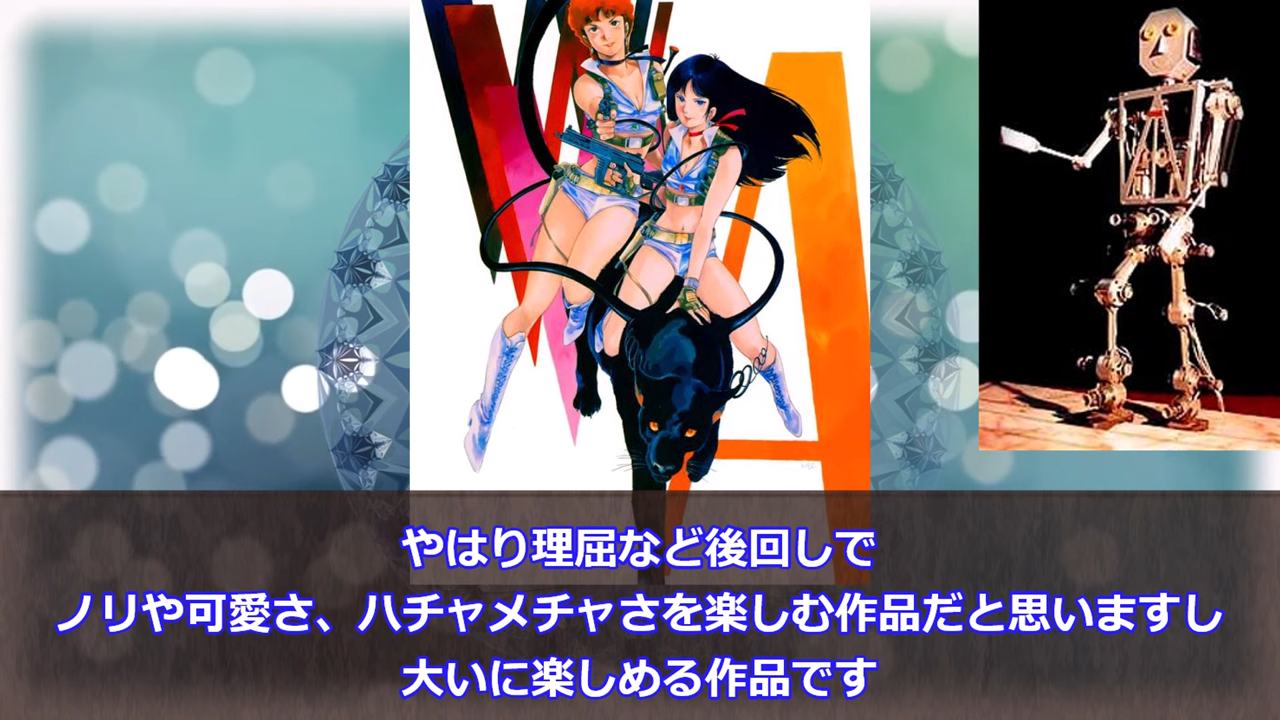 やはり理屈など後回しで
ノリや可愛さ、ハチャメチャさを楽しむ作品だと思いますし
大いに楽しめる作品です